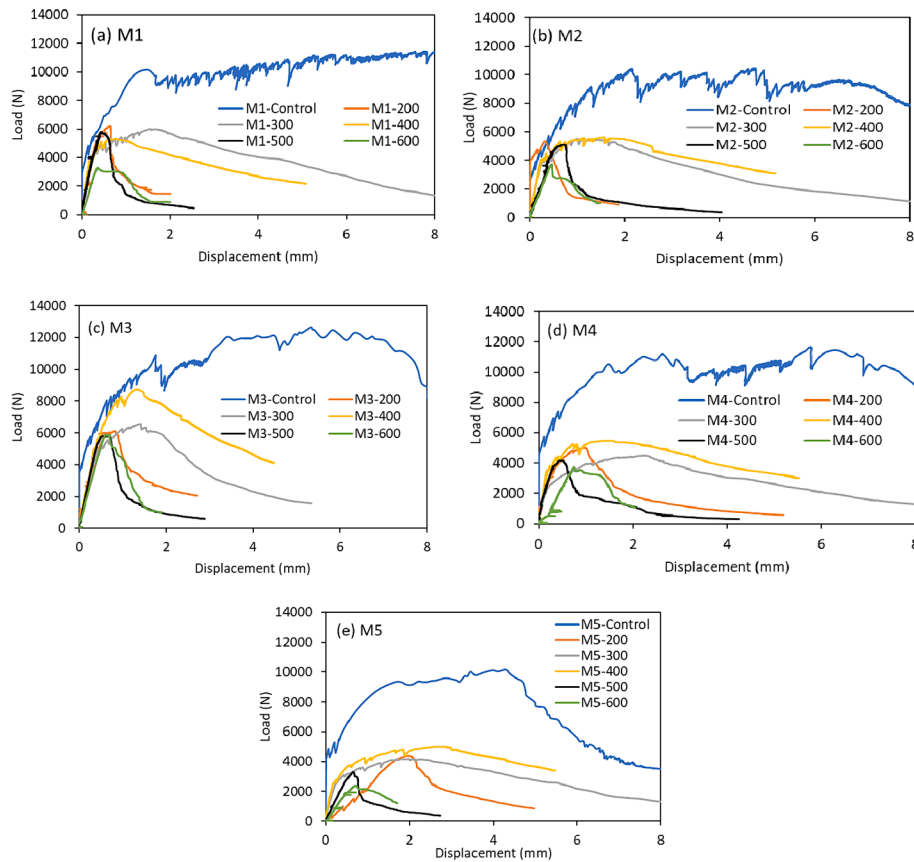 (a) M1
14000
12000
10000
8000
6000
4000
2000
0
Load (N)
M1-Control M1-200
M1-300 M1-400
M1-500 M1-600
0 2 4 6 8
Displacement (mm)
(b) M2
14000
12000
10000
8000
6000
4000
2000
0
Load (N)
M2-Control M2-200
M2-300 M2-400
M2-500 M2-600
0 2 4 6 8
Displacement (mm)
(c) M3
14000
12000
10000
8000
6000
4000
2000
0
Load (N)
M3-Control M3-200
M3-300 M3-400
M3-500 M3-600
0 2 4 6 8
Displacement (mm)
(d) M4
14000
12000
10000
8000
6000
4000
2000
0
Load (N)
M4-Control M4-200
M4-300 M4-400
M4-500 M4-600
0 2 4 6 8
Displacement (mm)
(e) M5
14000
12000
10000
8000
6000
4000
2000
0
Load (N)
M5-Control
M5-200
M5-300
M5-400
M5-500
M5-600
0 2 4 6 8
Displacement (mm)